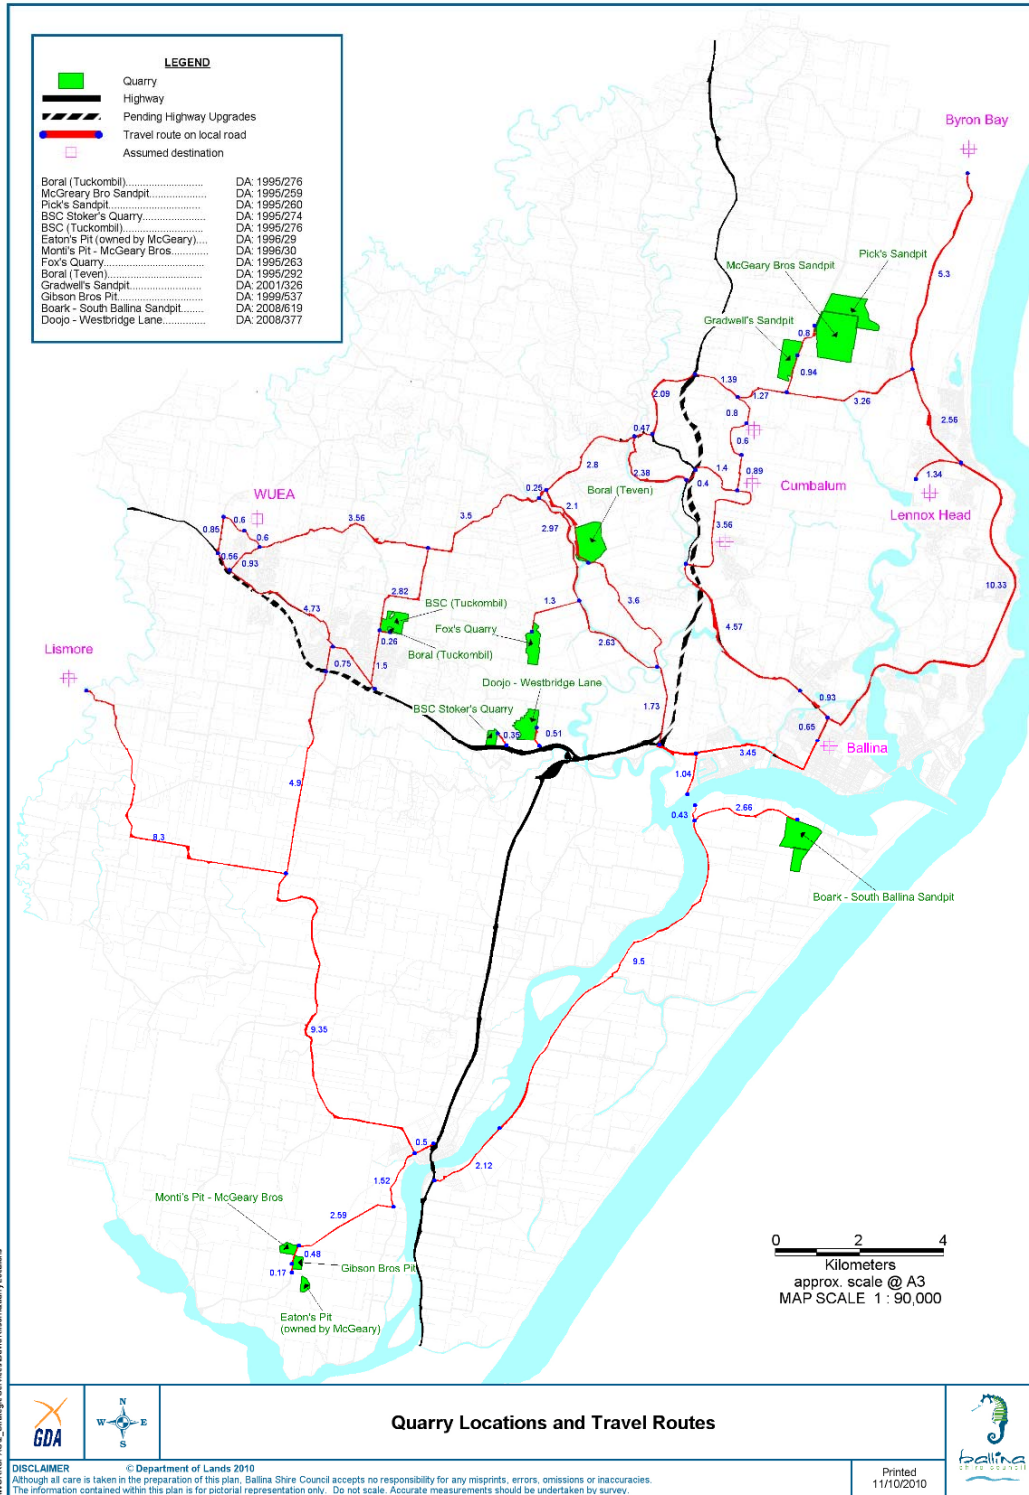 LEGEND
Quarry
Highway
Pending Highway Upgrades
Travel route on local road
Assumed destination
Boral (Tuckombil)........................... DA: 1995/276
McGreary Bro Sandpit.................... DA: 1995/259
Pick's Sandpit................................ DA: 1995/260
BSC Stoker's Quarry...................... DA: 1995/274
BSC (Tuckombil)............................ DA: 1995/276
Eaton's Pit (owned by McGeary).... DA: 1996/29
Monti's Pit - McGeary Bros............. DA: 1996/30
Fox's Quarry................................... DA: 1995/263
Boral (Teven)................................. DA: 1995/292
Gradwell's Sandpit......................... DA: 2001/326
Gibson Bros Pit.............................. DA: 1999/537
Boark - South Ballina Sandpit........ DA: 2008/619
Doojo - Westbridge Lane............... DA: 2008/377
Byron Bay
5.3
Pick's Sandpit
McGeary Bros Sandpit
Gradwell's Sandpit
0.8
0.94
1.39
1.27
3.26
2.09
0.8
2.56
0.47
0.6
2.8
2.38
1.4
0.89
0.4
1.34
Cumbalum
Lennox Head
WUEA
0.25
Boral (Teven)
2.1
2.97
3.5
3.56
0.6
0.6
0.95
0.56
0.93
3.56
10.33
2.82
4.73
BSC (Tuckombil)
1.3
3.6
Fox's Quarry
0.26
Boral (Tuckombil)
2.63
4.57
Lismore
0.75
1.5
Doojo - Westbridge Lane
0.93
BSC Stoker's Quarry
1.73
0.65
0.35
0.51
3.45
Ballina
1.04
0.43
2.66
4.9
8.3
Boark - South Ballina Sandpit
9.5
9.35
0.5
2.12
1.52
Monti's Pit - McGeary Bros
2.59
0.48
Gibson Bros Pit
0.17
Eaton's Pit
(owned by McGeary)
0 2 4
Kilometers
approx. scale @ A3
MAP SCALE 1 : 90,000
GDA
N
W E
S
Quarry Locations and Travel Routes
ballina
shire council
DISCLAIMER © Department of Lands 2010
Although all care is taken in the preparation of this plan, Ballina Shire Council accepts no responsibility for any misprints, errors, omissions or inaccuracies.
The information contained within this plan is for pictorial representation only. Do not scale. Accurate measurements should be undertaken by survey.
Printed
11/10/2010